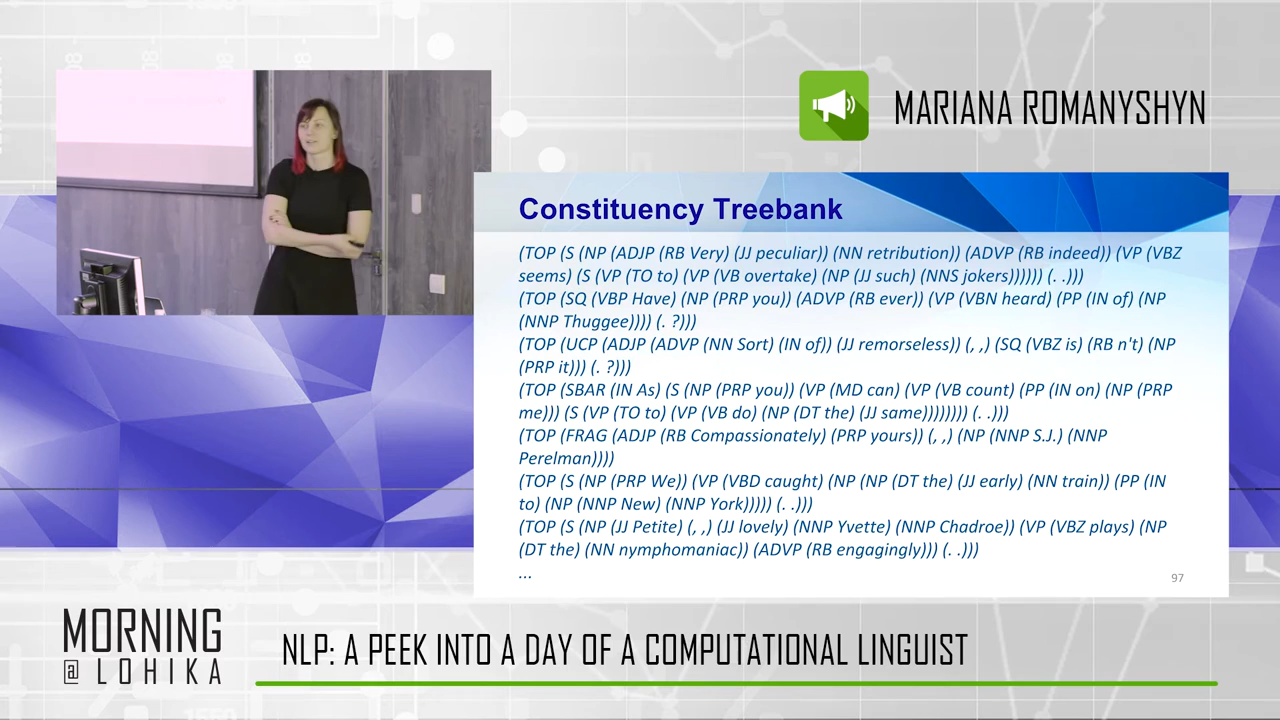 MARIANA ROMANYSHYN
Constituency Treebank
(TOP (S (NP (ADJP (RB Very) (JJ peculiar)) (NN retribution)) (ADVP (RB indeed)) (VP (VBZ
seems) (S (VP (TO to) (VP (VB overtake) (NP (JJ such) (NNS jokers)))))) (. .)))
(TOP (SQ (VBP Have) (NP (PRP you)) (ADVP (RB ever)) (VP (VBN heard) (PP (IN of) (NP
(NNP Thuggee)))) (. ?)))
(TOP (UCP (ADJP (ADVP (NN Sort) (IN of)) (JJ remorseless)) (, ,) (SQ (VBZ is) (RB n't) (NP
(PRP it))) (. ?)))
(TOP (SBAR (IN As) (S (NP (PRP you)) (VP (MD can) (VP (VB count) (PP (IN on) (NP (PRP
me))) (S (VP (TO to) (VP (VB do) (NP (DT the) (JJ same)))))))) (. .)))
(TOP (FRAG (ADJP (RB Compassionately) (PRP yours)) (, ,) (NP (NNP S.J.) (NNP
Perelman))))
(TOP (S (NP (PRP We)) (VP (VBD caught) (NP (NP (DT the) (JJ early) (NN train)) (PP (IN
to) (NP (NNP New) (NNP York))))) (. .)))
(TOP (S (NP (JJ Petite) (, ,) (JJ lovely) (NNP Yvette) (NNP Chadroe)) (VP (VBZ plays) (NP
(DT the) (NN nymphomaniac)) (ADVP (RB engagingly))) (. .)))
...
97
MORNING
@ LOHIKA
NLP: A PEEK INTO A DAY OF A COMPUTATIONAL LINGUIST